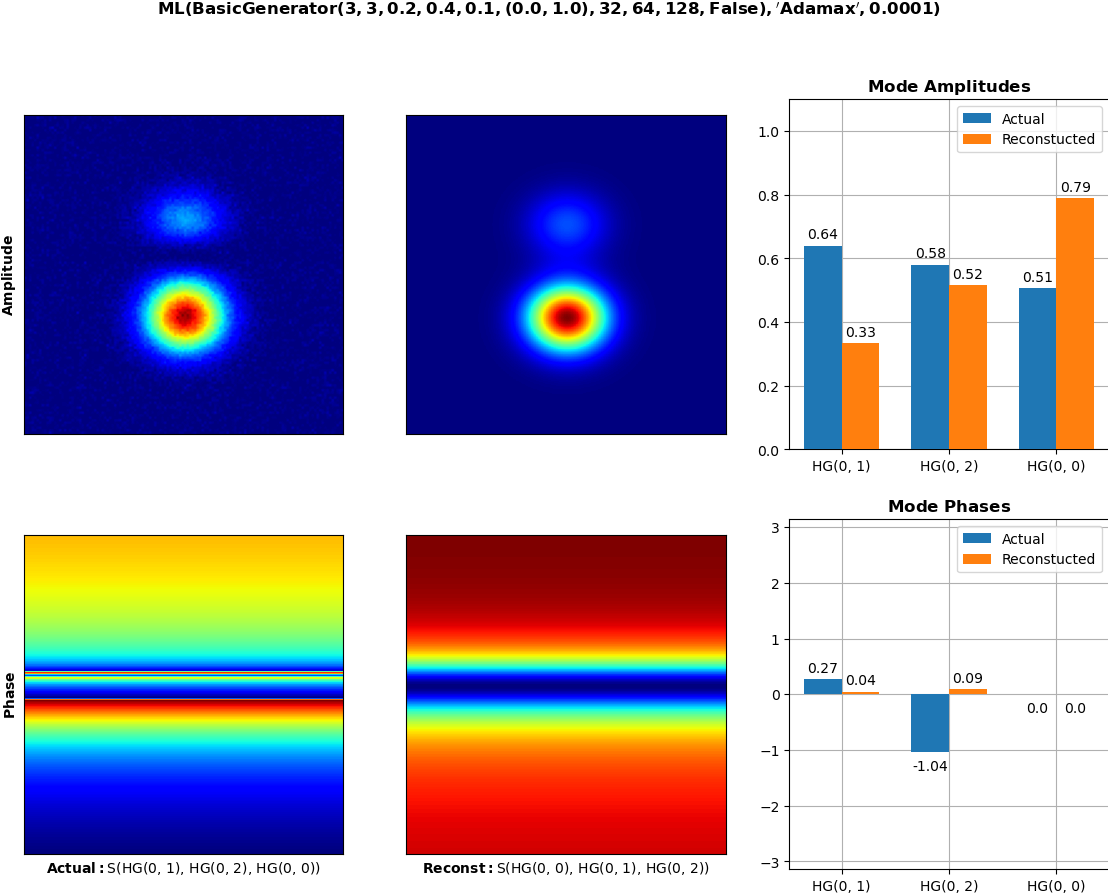 ML(BasicGenerator(3, 3, 0.2, 0.4, 0.1, (0.0, 1.0), 32, 64, 128, False), 'Adamax', 0.0001)
Amplitude
Mode Amplitudes
Actual
Reconstucted
1.0
0.8
0.6
0.4
0.2
0.0
0.64
0.33
0.58
0.52
0.51
0.79
HG(0, 1) HG(0, 2) HG(0, 0)
Phase
Actual: S(HG(0, 1), HG(0, 2), HG(0, 0))
Reconst: S(HG(0, 0), HG(0, 1), HG(0, 2))
Mode Phases
Actual
Reconstucted
3
2
1
0
−1
−2
−3
0.27
0.04
-1.04
0.09
0.0
0.0
HG(0, 1) HG(0, 2) HG(0, 0)